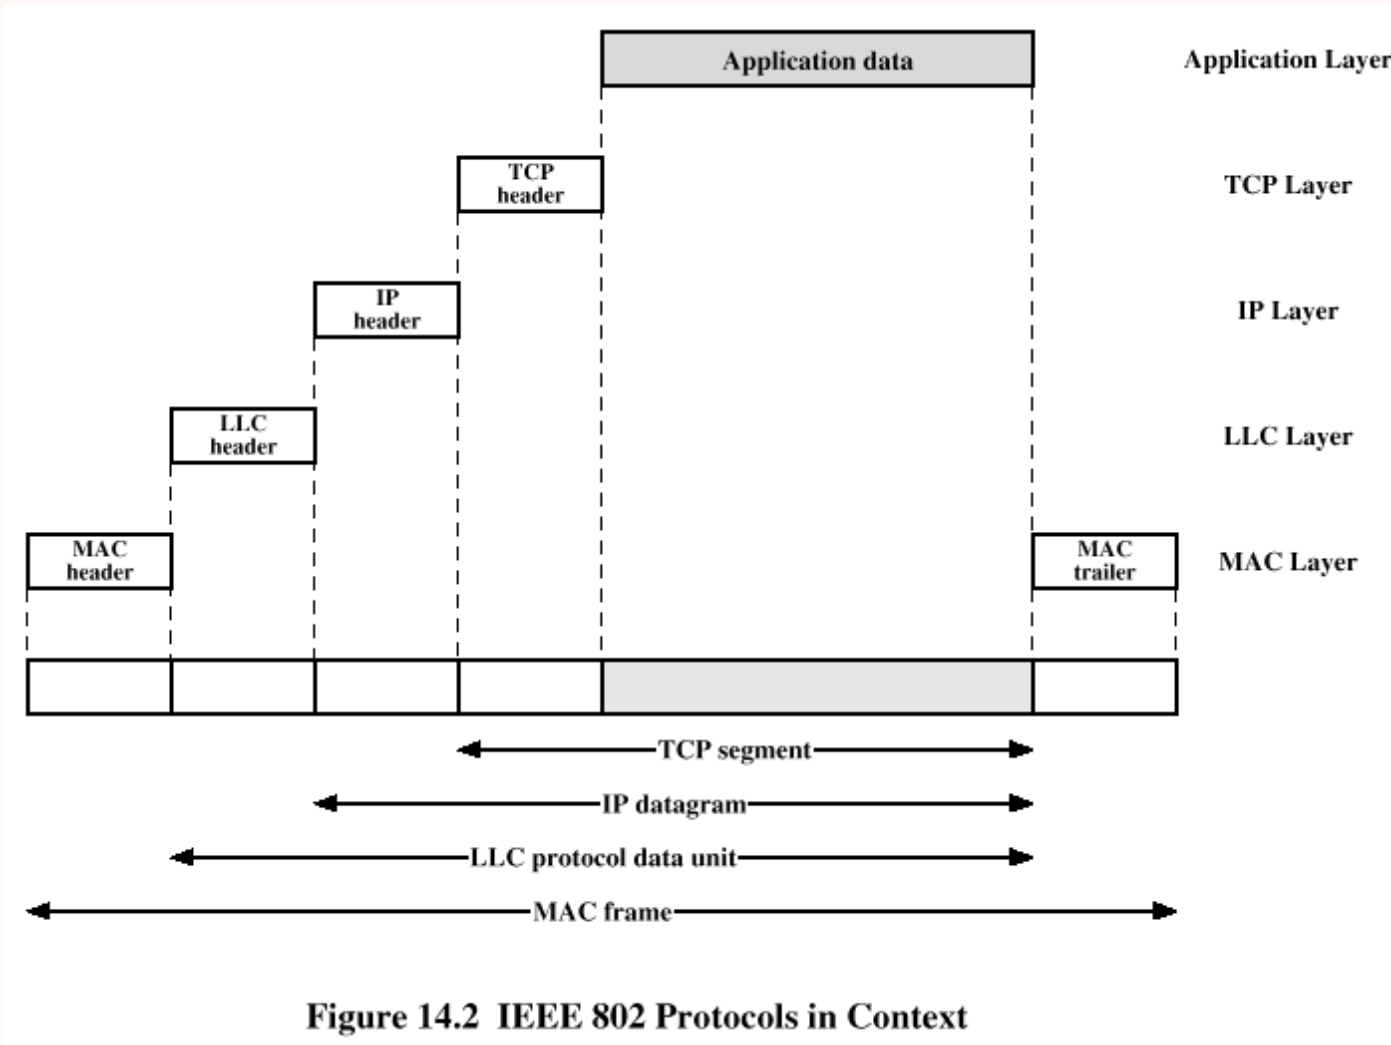 Application data
Application Layer
TCP
header
TCP Layer
IP
header
IP Layer
LLC
header
LLC Layer
MAC
header
MAC
trailer
MAC Layer
TCP segment
IP datagram
LLC protocol data unit
MAC frame
Figure 14.2 IEEE 802 Protocols in Context